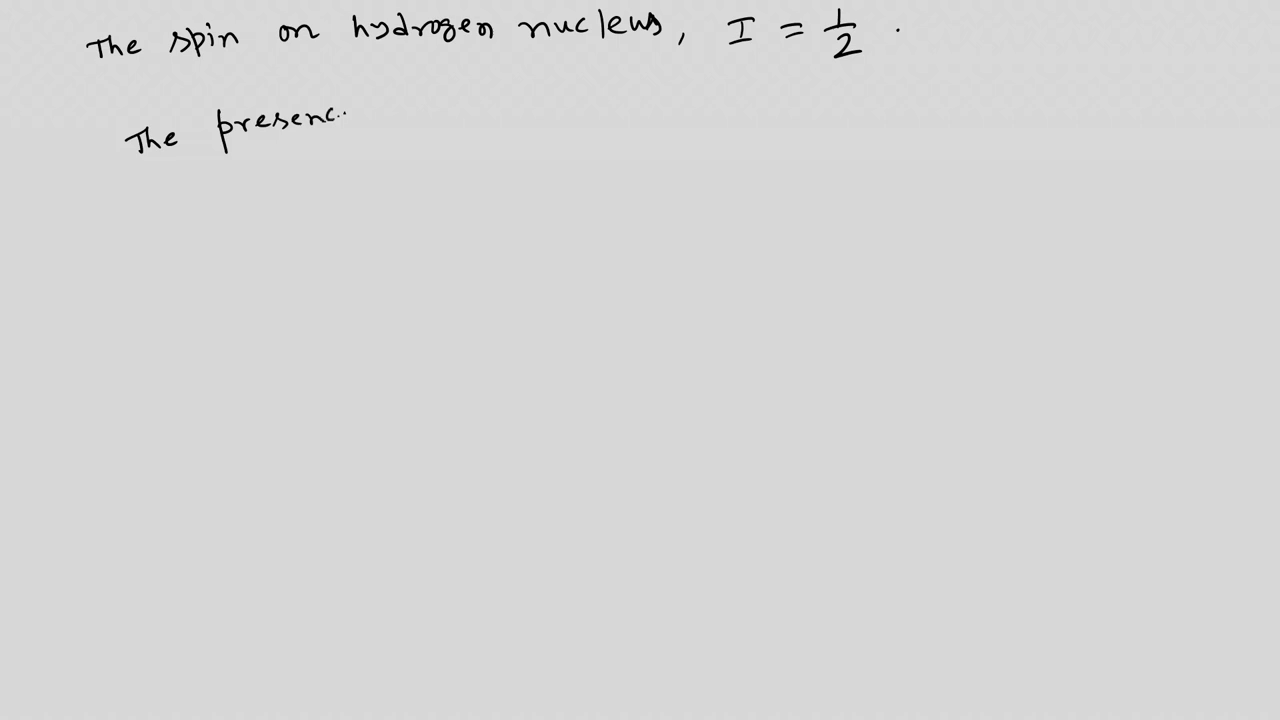 The spin on hydrogen nucleus, I = 1/2 .
The presenc..